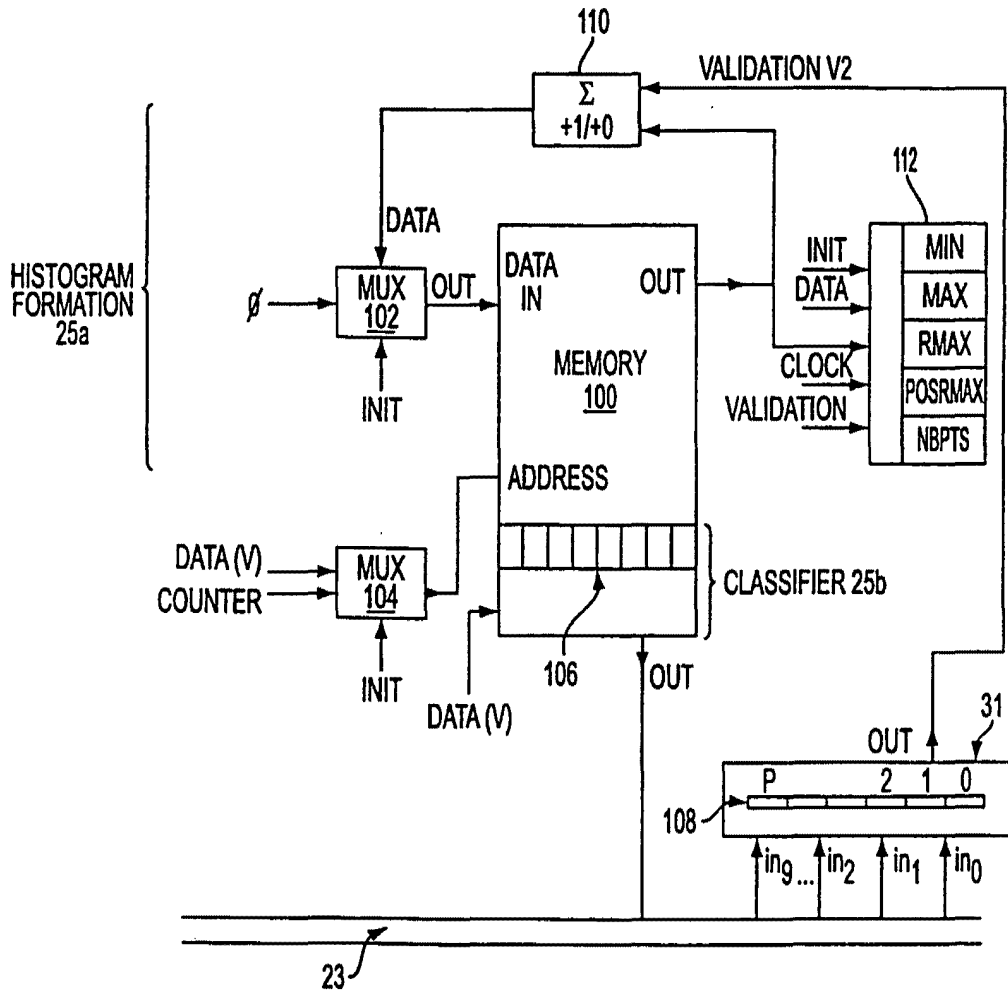 110
VALIDATION V2
Σ
+1/+0
112
DATA
HISTOGRAM
FORMATION
25a
INIT
DATA
CLOCK
VALIDATION
MIN
MAX
RMAX
POSRMAX
NBPTS
∅
MUX
102
OUT
INIT
DATA
IN
OUT
MEMORY
100
ADDRESS
DATA (V)
COUNTER
MUX
104
INIT
CLASSIFIER 25b
106
DATA (V)
OUT
OUT
31
P 2 1 0
108
in9... in2 in1 in0
23